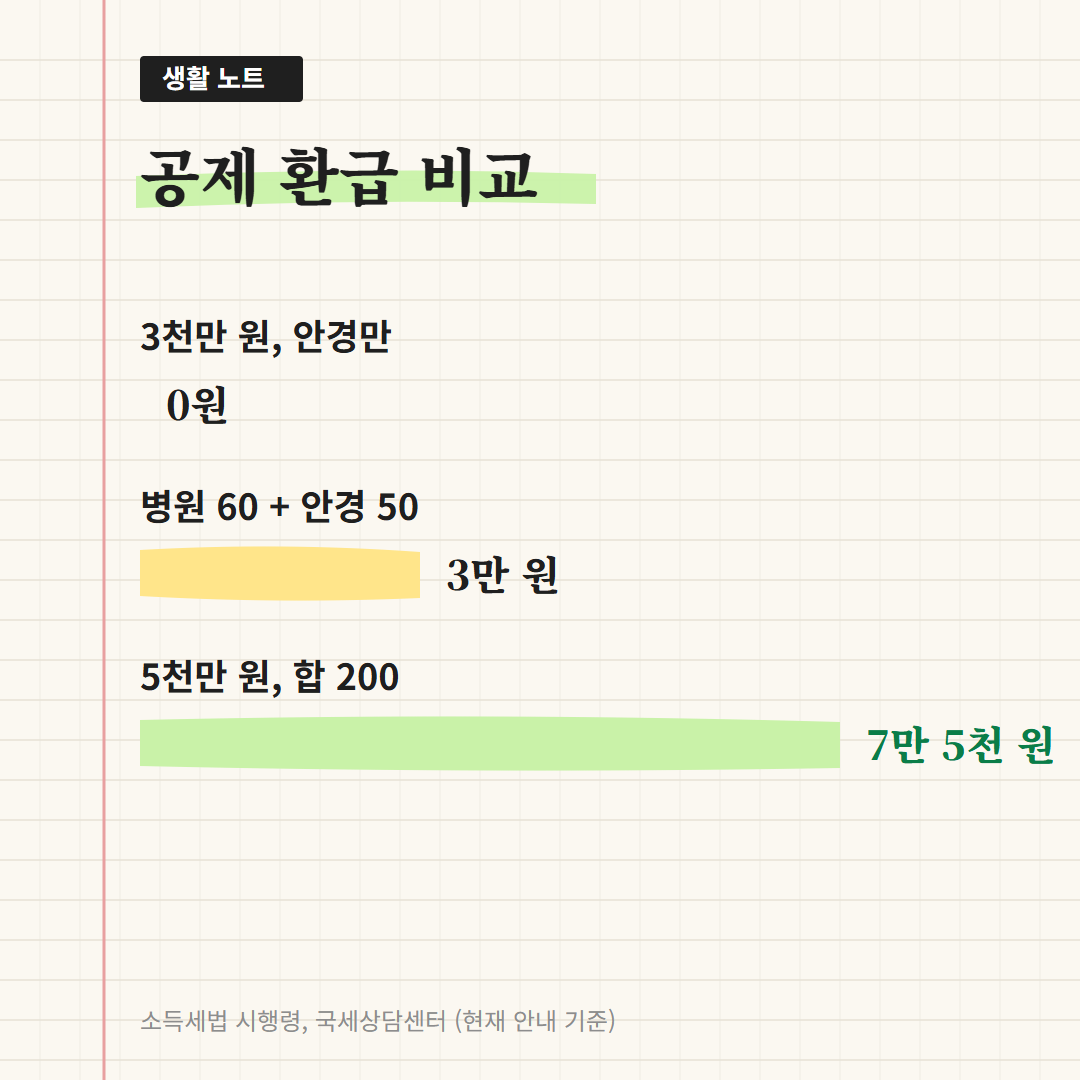 생활 노트
공제 환급 비교
3천만 원, 안경만
0원
병원 60 + 안경 50
3만 원
5천만 원, 합 200
7만 5천 원
소득세법 시행령, 국세상담센터 (현재 안내 기준)